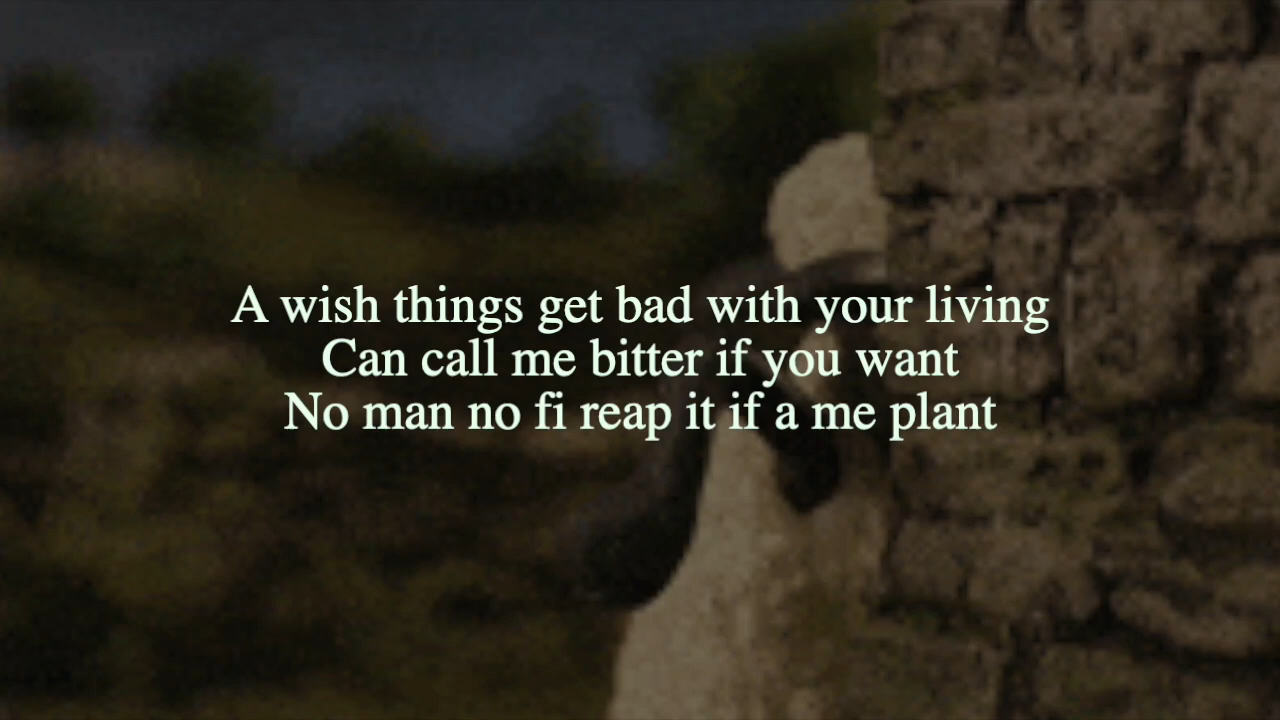 A wish things get bad with your living
Can call me bitter if you want
No man no fi reap it if a me plant